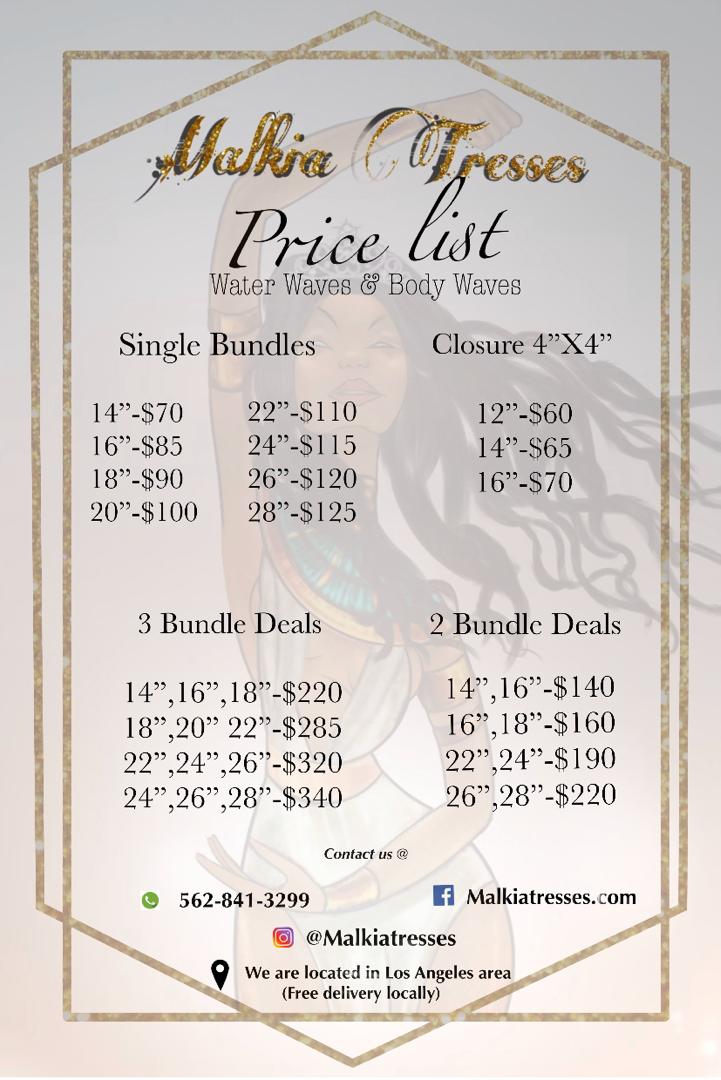 Malkia Tresses
Price list
Water Waves & Body Waves
Single Bundles
14”-$70
16”-$85
18”-$90
20”-$100
22”-$110
24”-$115
26”-$120
28”-$125
Closure 4”X4”
12”-$60
14”-$65
16”-$70
3 Bundle Deals
14”,16”,18”-$220
18”,20” 22”-$285
22”,24”,26”-$320
24”,26”,28”-$340
2 Bundle Deals
14”,16”-$140
16”,18”-$160
22”,24”-$190
26”,28”-$220
Contact us @
562-841-3299
Malkiatresses.com
@Malkiatresses
We are located in Los Angeles area
(Free delivery locally)